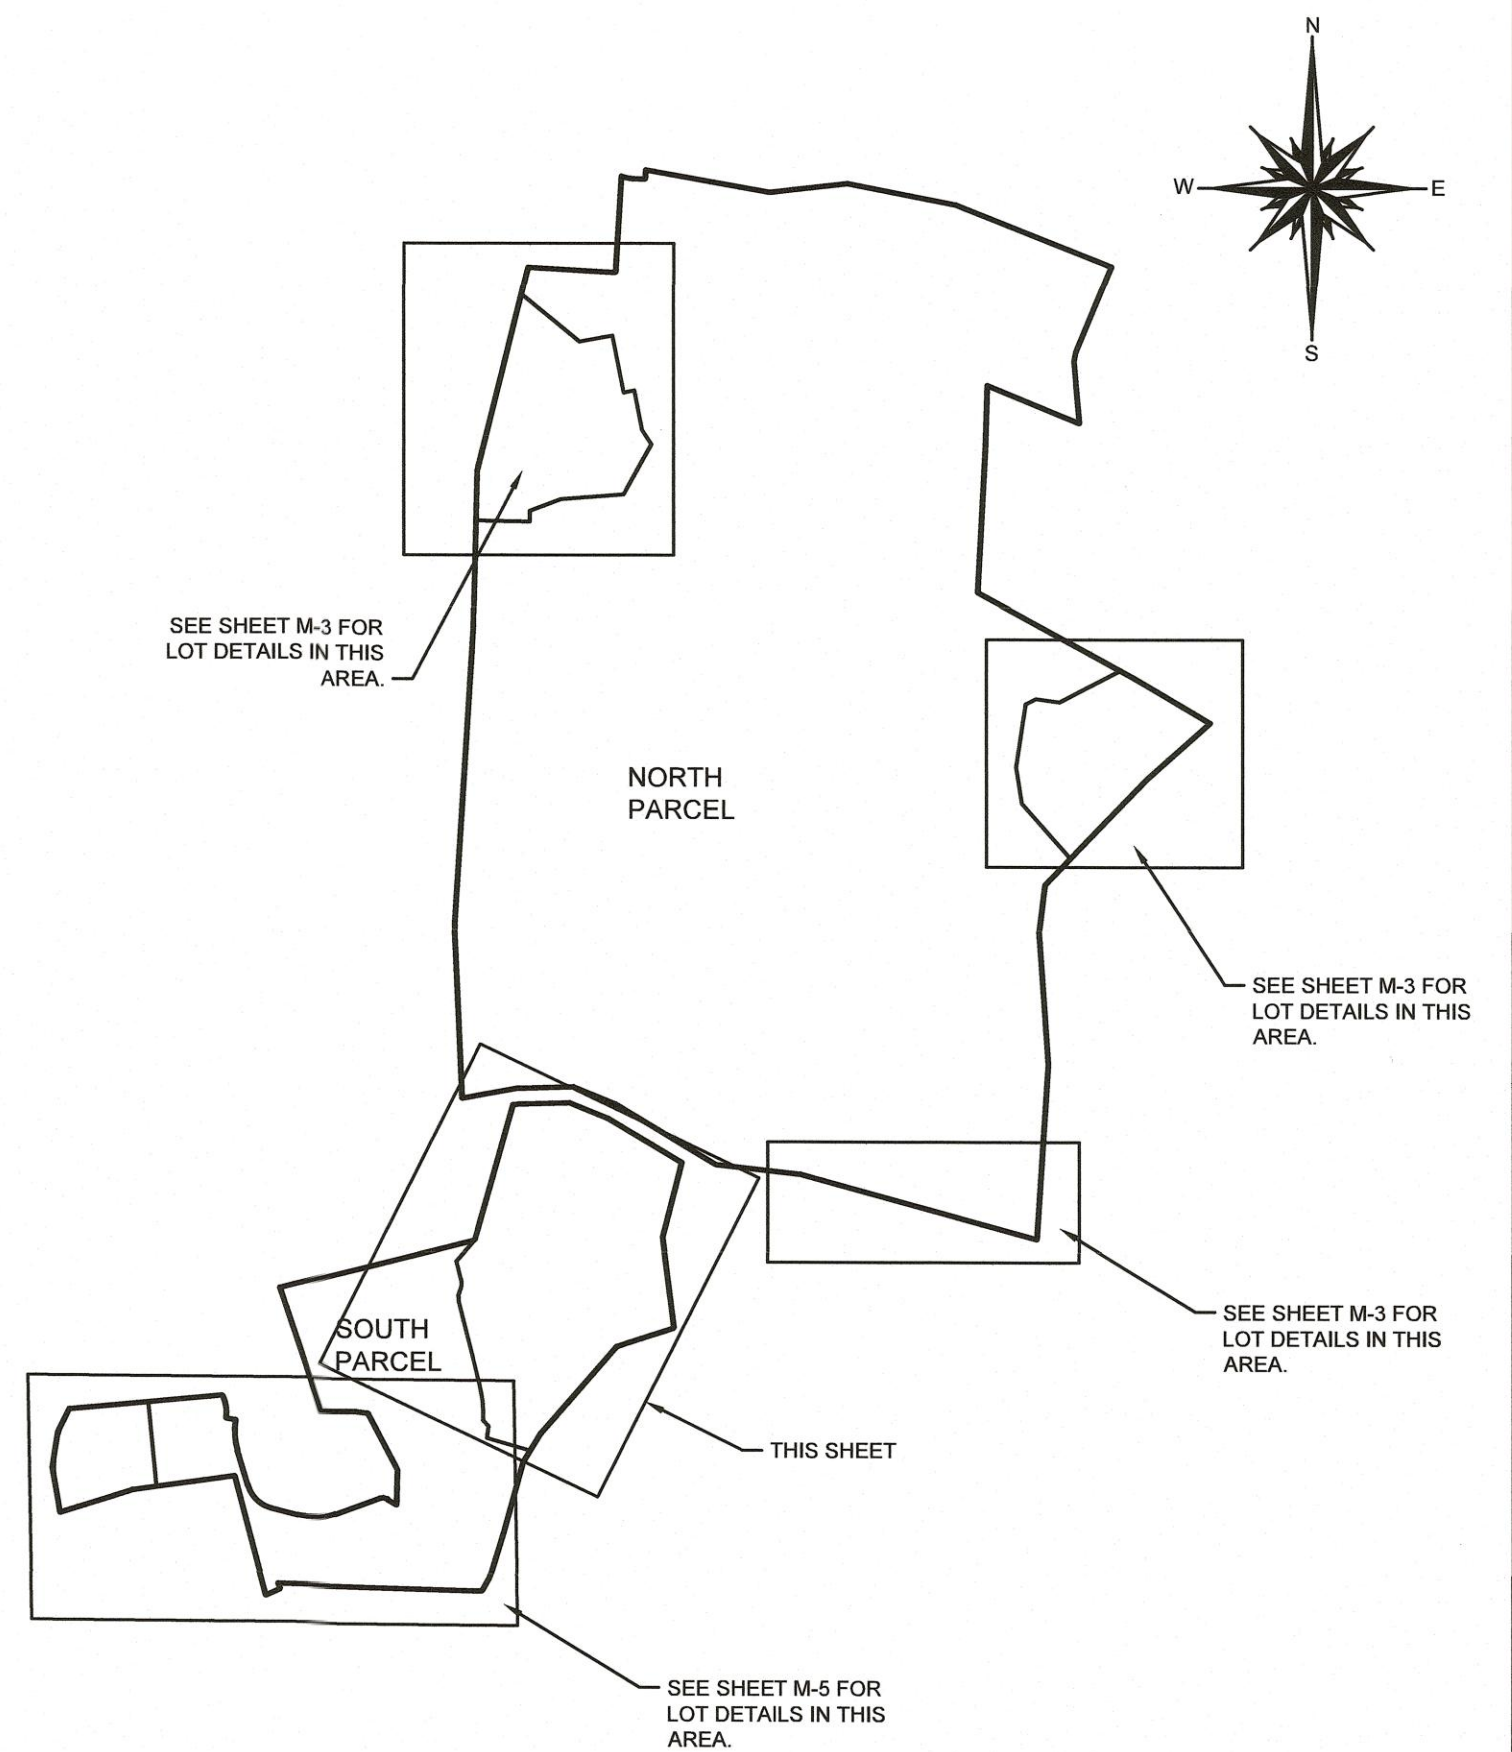 N
W
E
S
SEE SHEET M-3 FOR
LOT DETAILS IN THIS
AREA.
NORTH
PARCEL
SEE SHEET M-3 FOR
LOT DETAILS IN THIS
AREA.
SOUTH
PARCEL
SEE SHEET M-3 FOR
LOT DETAILS IN THIS
AREA.
THIS SHEET
SEE SHEET M-5 FOR
LOT DETAILS IN THIS
AREA.